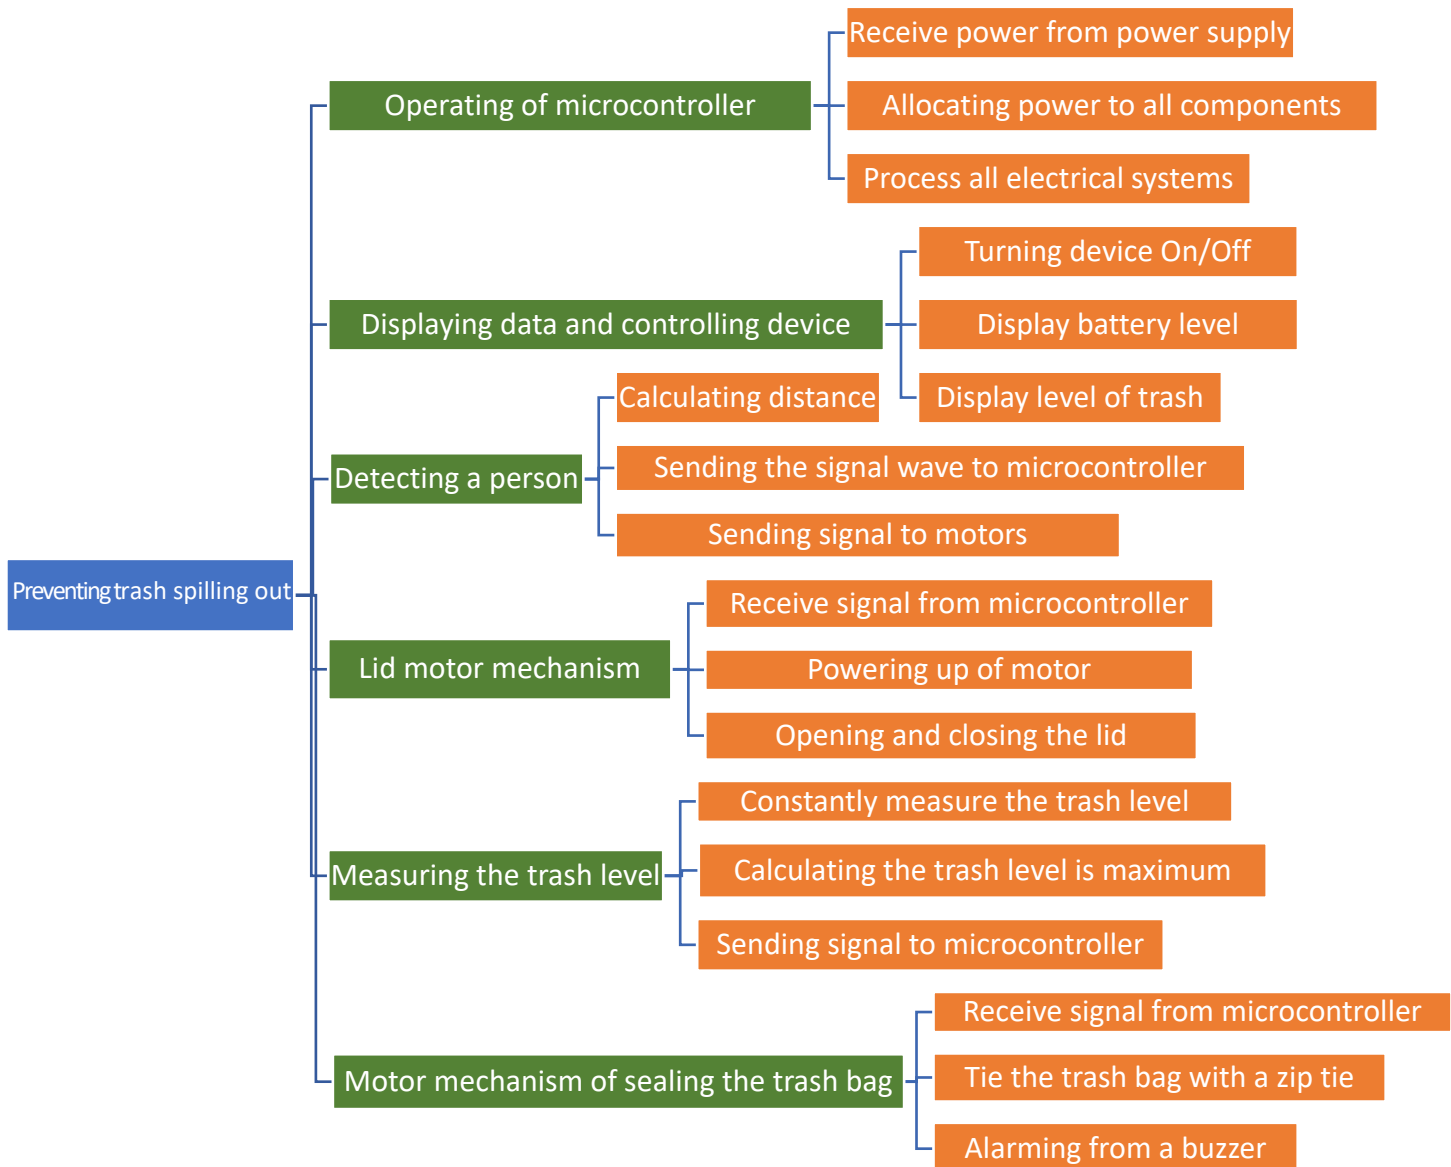 Preventing trash spilling out
Operating of microcontroller
Receive power from power supply
Allocating power to all components
Process all electrical systems
Displaying data and controlling device
Turning device On/Off
Display battery level
Display level of trash
Detecting a person
Calculating distance
Sending the signal wave to microcontroller
Sending signal to motors
Lid motor mechanism
Receive signal from microcontroller
Powering up of motor
Opening and closing the lid
Measuring the trash level
Constantly measure the trash level
Calculating the trash level is maximum
Sending signal to microcontroller
Motor mechanism of sealing the trash bag
Receive signal from microcontroller
Tie the trash bag with a zip tie
Alarming from a buzzer